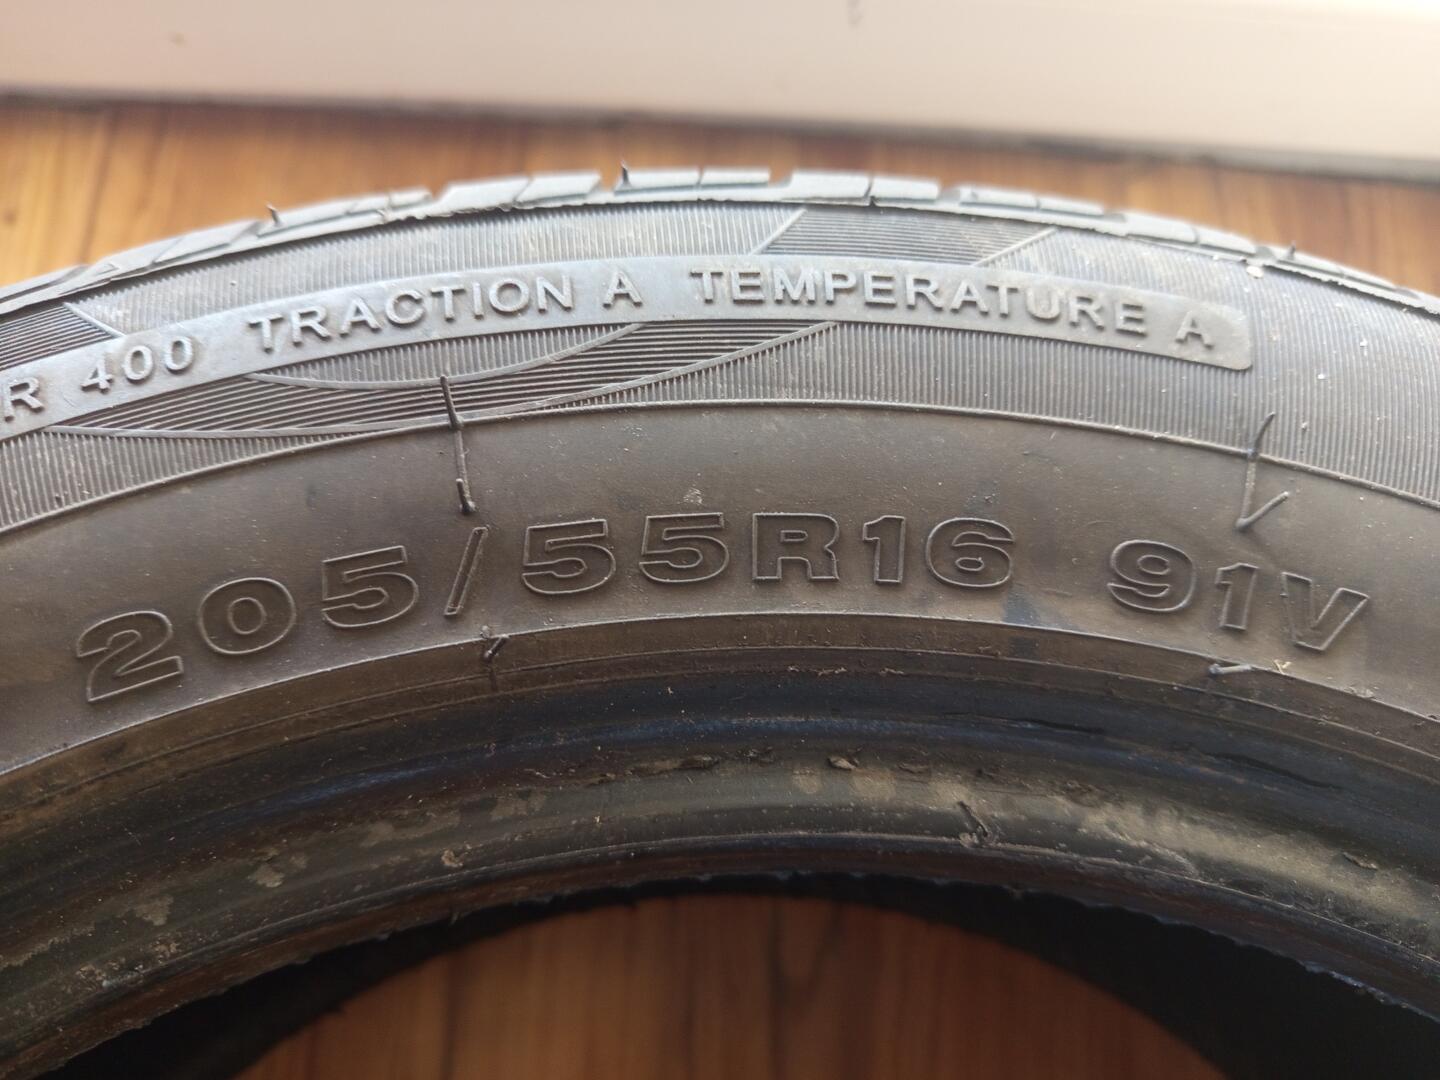 R 400 TRACTION A TEMPERATURE A
205/55R16 91V